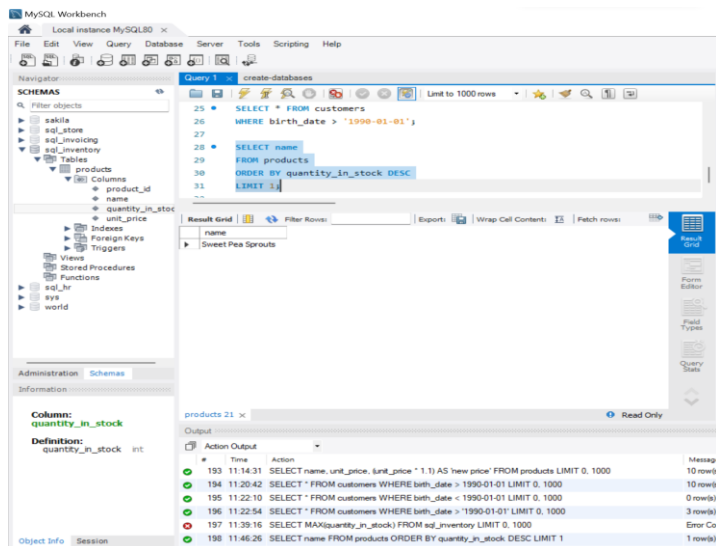 MySQL Workbench
Local instance MySQL80 ×
File Edit View Query Database Server Tools Scripting Help
Navigator
SCHEMAS
Filter objects
sakila
sql_store
sql_invoicing
sql_inventory
Tables
products
Columns
product_id
name
quantity_in_stoc
unit_price
Indexes
Foreign Keys
Triggers
Views
Stored Procedures
Functions
sql_hr
sys
world
Administration Schemas
Information
Column:
quantity_in_stock
Definition:
quantity_in_stock int
Object Info Session
Query 1 × create-databases
Limit to 1000 rows
25 SELECT * FROM customers
26 WHERE birth_date > '1990-01-01';
27
28 SELECT name
29 FROM products
30 ORDER BY quantity_in_stock DESC
31 LIMIT 1;
Result Grid Filter Rows: Export: Wrap Cell Content: Fetch rows:
name
Sweet Pea Sprouts
Result
Grid
Form
Editor
Field
Types
Query
Stats
products 21 × Read Only
Output
Action Output
# Time Action Messag
193 11:14:31 SELECT name, unit_price, (unit_price * 1.1) AS 'new price' FROM products LIMIT 0, 1000 10 row(s
194 11:20:42 SELECT * FROM customers WHERE birth_date > 1990-01-01 LIMIT 0, 1000 10 row(s
195 11:22:10 SELECT * FROM customers WHERE birth_date < 1990-01-01 LIMIT 0, 1000 0 row(s)
196 11:22:54 SELECT * FROM customers WHERE birth_date > '1990-01-01' LIMIT 0, 1000 3 row(s)
197 11:39:16 SELECT MAX(quantity_in_stock) FROM sql_inventory LIMIT 0, 1000 Error Co
198 11:46:26 SELECT name FROM products ORDER BY quantity_in_stock DESC LIMIT 1 1 row(s)